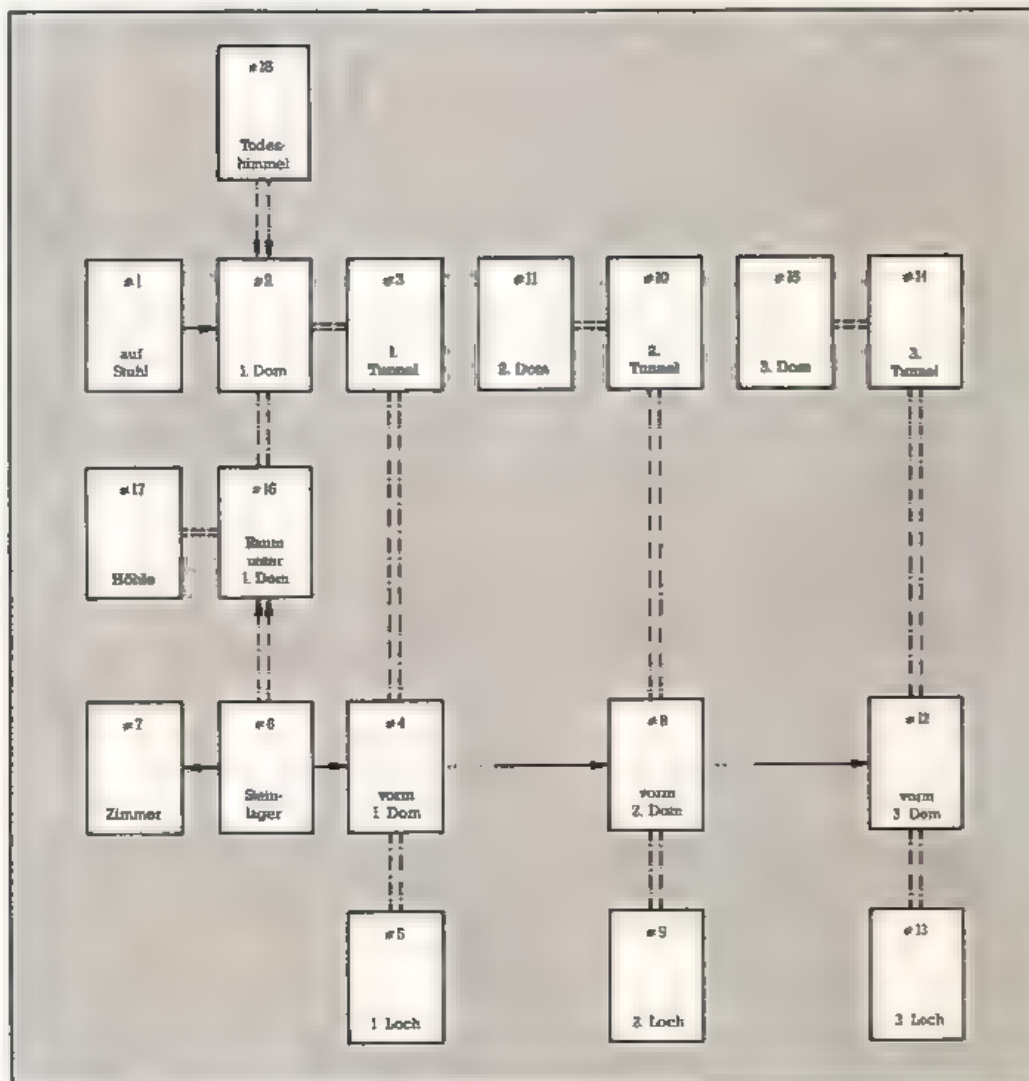 #18
Todes-
himmel
#1
auf
Stuhl
#2
1. Dom
#3
1.
Tunnel
#11
2. Dom
#10
2.
Tunnel
#15
3. Dom
#14
3.
Tunnel
#17
Höhle
#16
Raum
unter
1. Dom
#7
Zimmer
#6
Stein-
lager
#4
vorm
1. Dom
#8
vorm
2. Dom
#12
vorm
3. Dom
#5
1. Loch
#9
2. Loch
#13
3. Loch